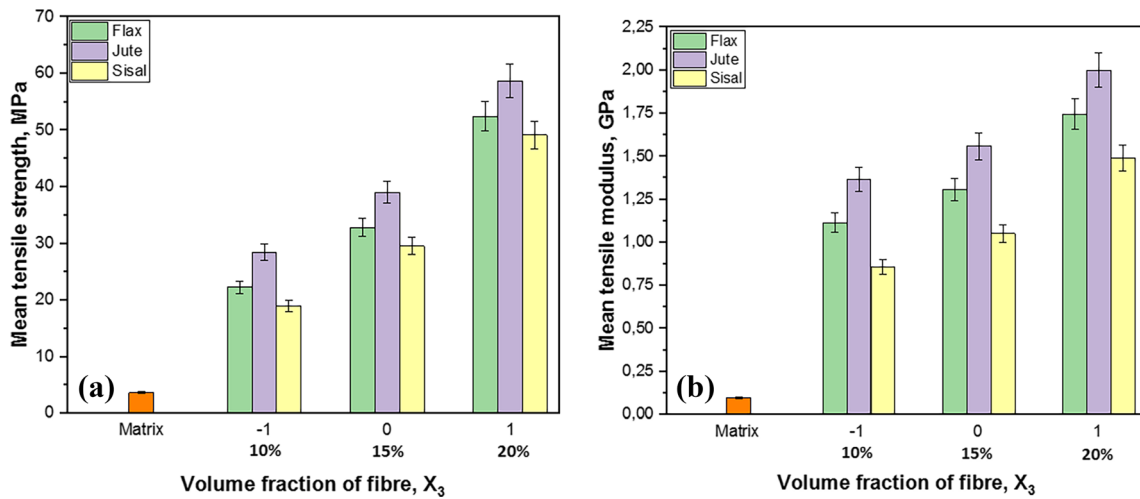 70
60
50
40
30
20
10
0
Mean tensile strength, MPa
Flax
Jute
Sisal
(a)
Matrix
-1
0
1
10%
15%
20%
Volume fraction of fibre, X₃
2,25
2,00
1,75
1,50
1,25
1,00
0,75
0,50
0,25
0,00
Mean tensile modulus, GPa
Flax
Jute
Sisal
(b)
Matrix
-1
0
1
10%
15%
20%
Volume fraction of fibre, X₃